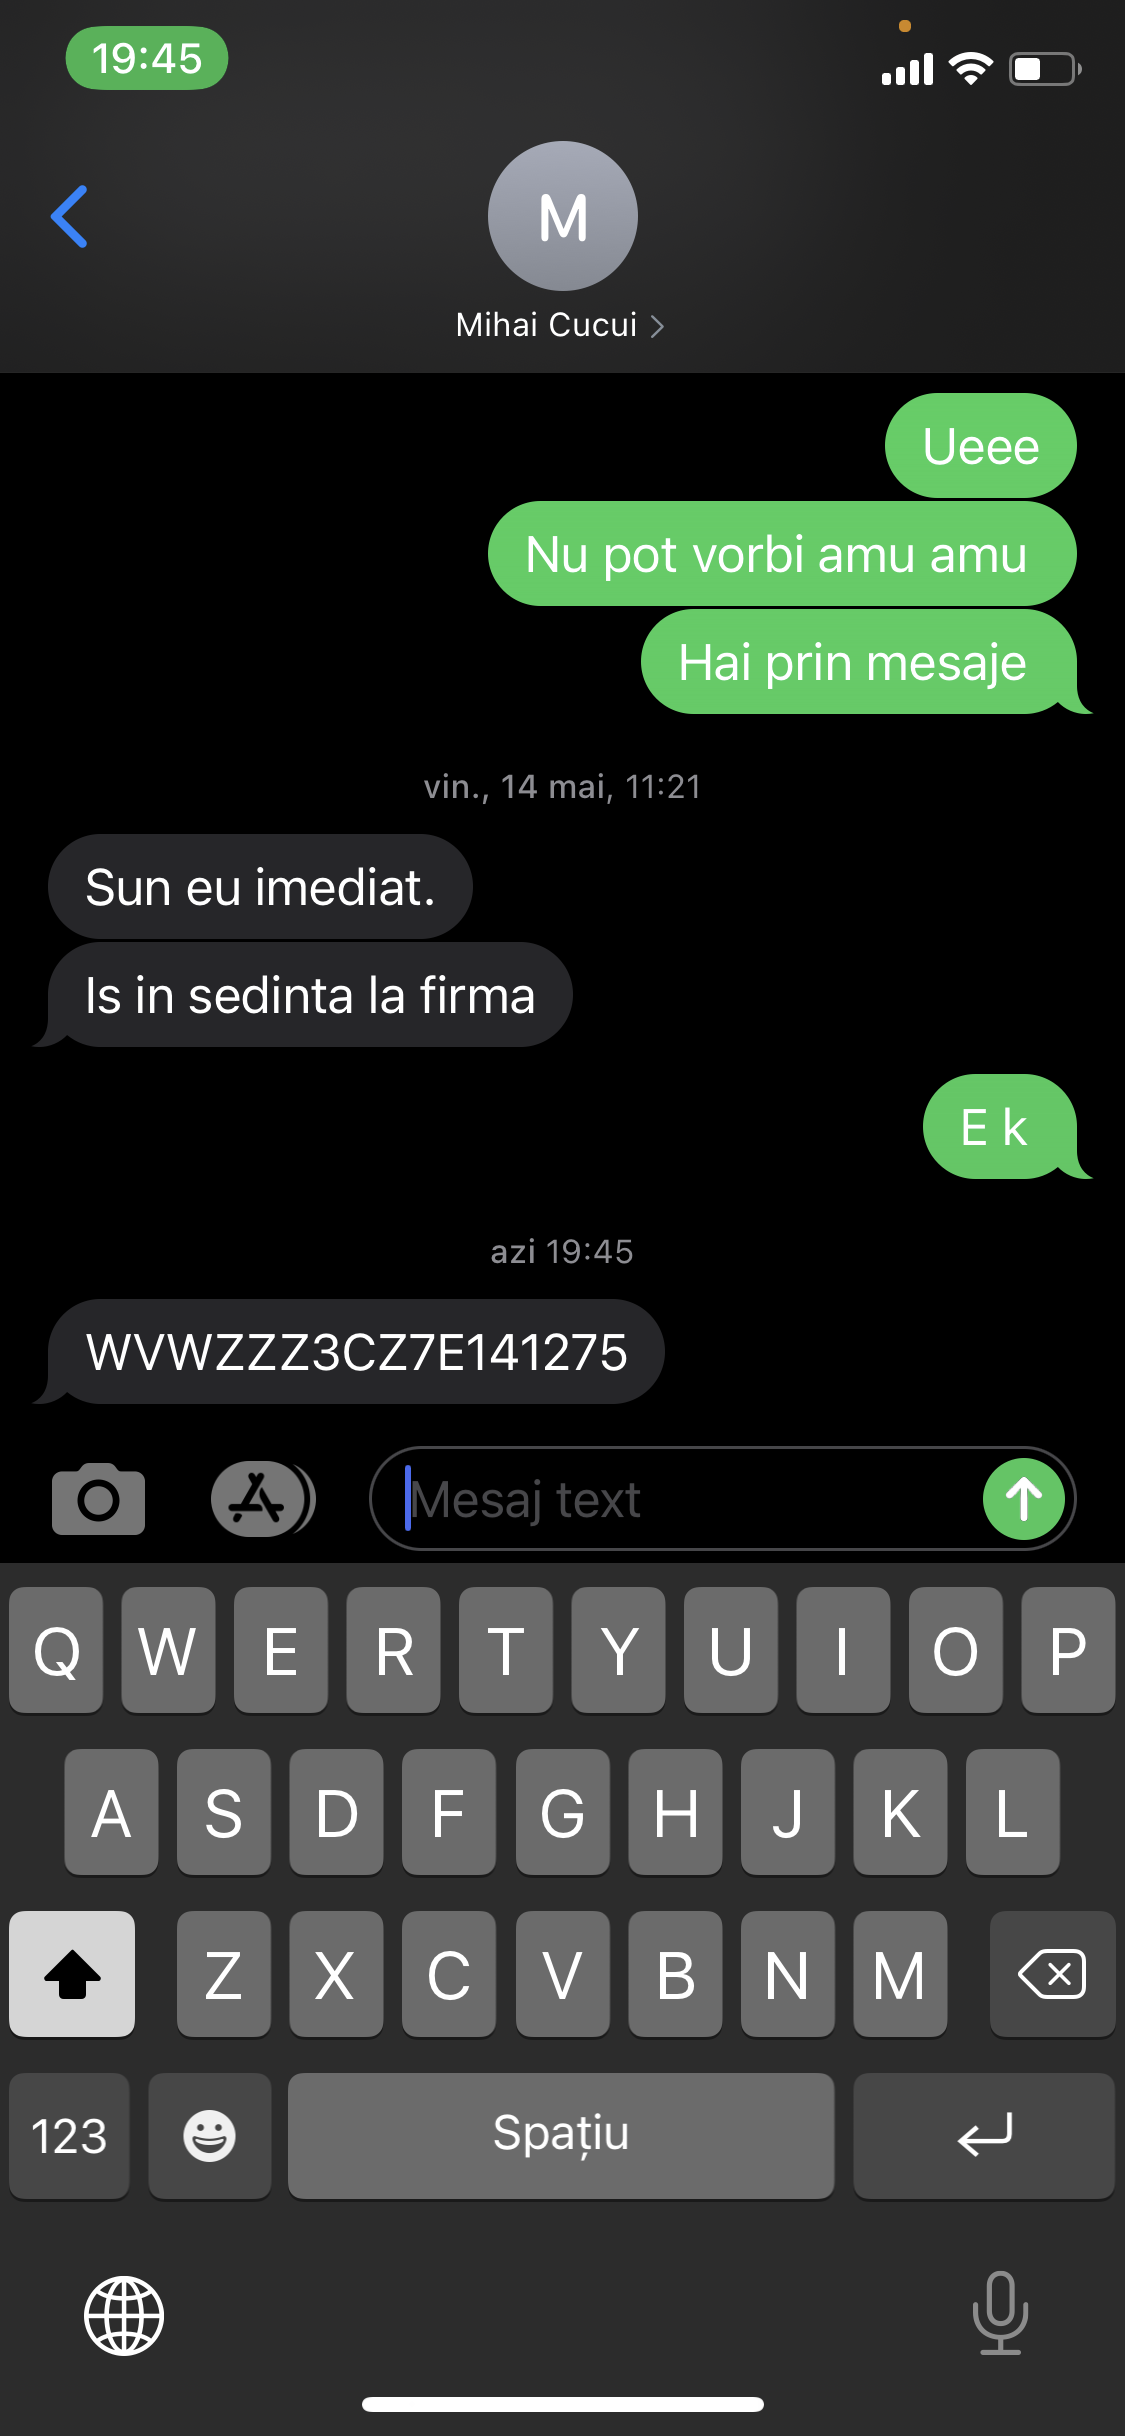 19:45
M
Mihai Cucui
Ueee
Nu pot vorbi amu amu
Hai prin mesaje
vin., 14 mai, 11:21
Sun eu imediat.
Is in sedinta la firma
E k
azi 19:45
WVWZZZ3CZ7E141275
Mesaj text
Q W E R T Y U I O P
A S D F G H J K L
Z X C V B N M
123 Spațiu